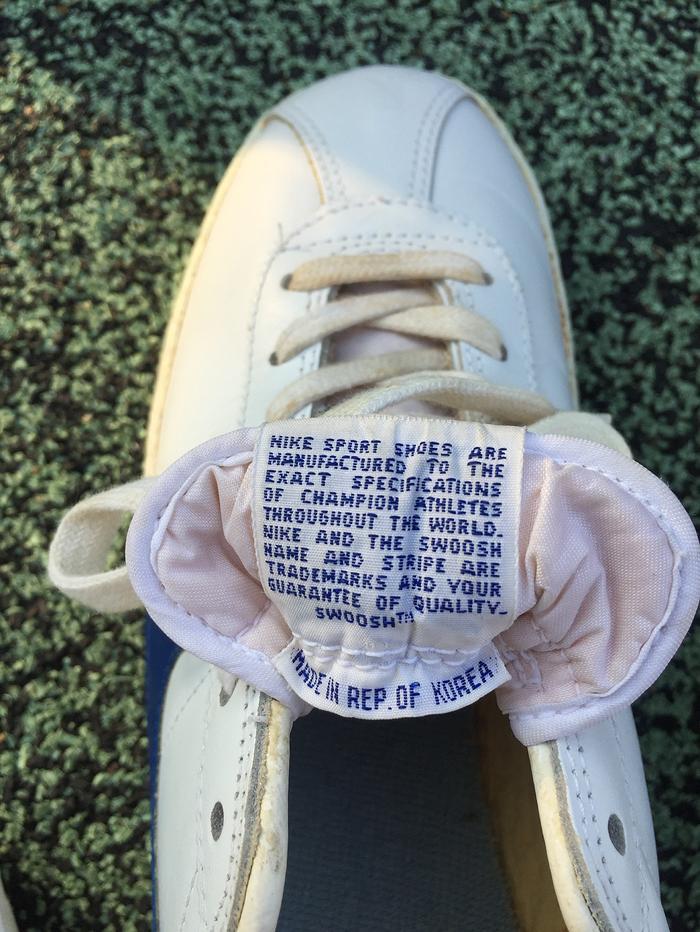 NIKE SPORT SHOES ARE
MANUFACTURED TO THE
EXACT SPECIFICATIONS
OF CHAMPION ATHLETES
THROUGHOUT THE WORLD.
NIKE AND THE SWOOSH
NAME AND STRIPE ARE
TRADEMARKS AND YOUR
GUARANTEE OF QUALITY.
SWOOSH™
MADE IN REP. OF KOREA